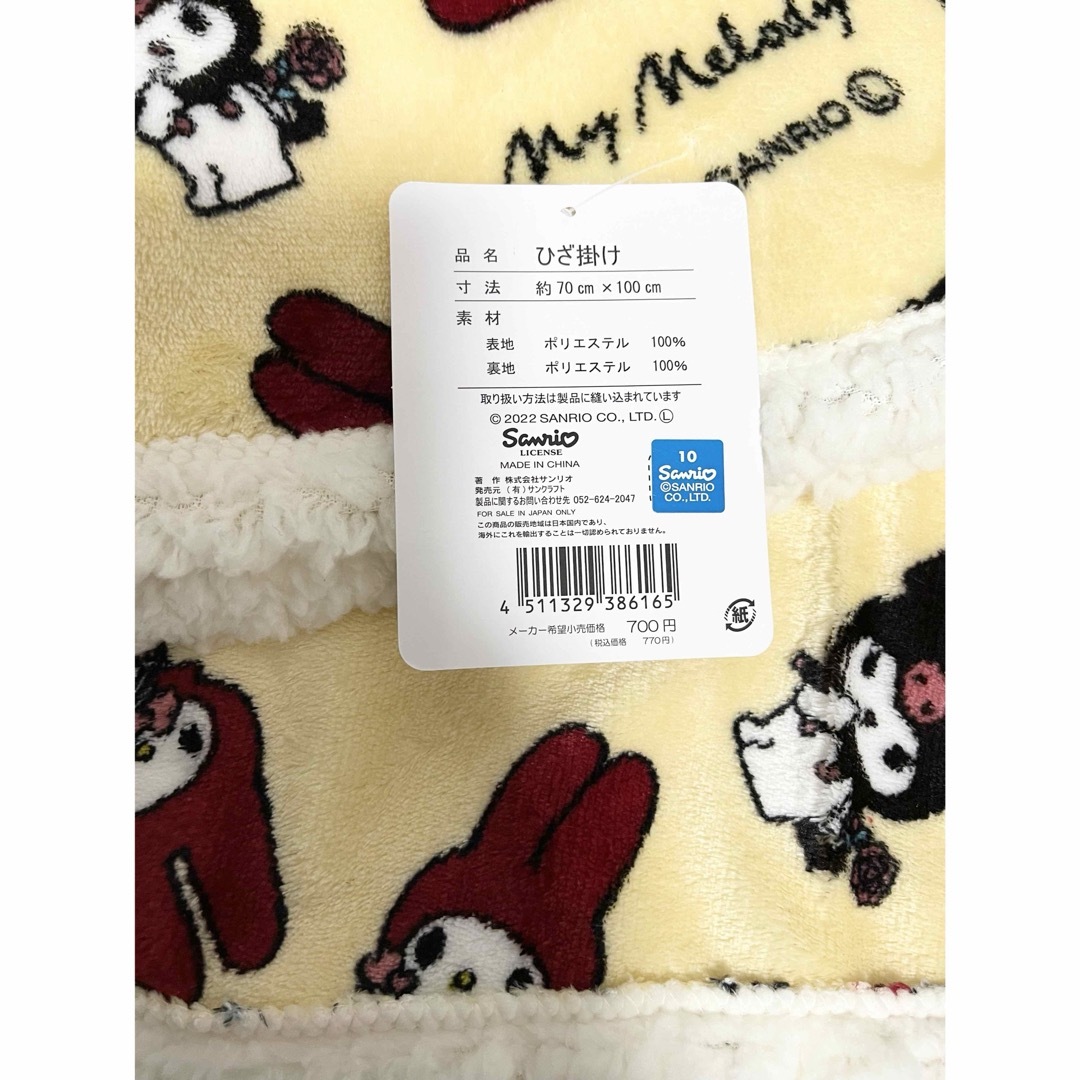 My Melody
SANRIO Ⓛ
品名 ひざ掛け
寸法 約70㎝×100㎝
素材
表地 ポリエステル 100%
裏地 ポリエステル 100%
取り扱い方法は製品に縫い込まれています
© 2022 SANRIO CO., LTD. Ⓛ
Sanrio
LICENSE
MADE IN CHINA
著 作 株式会社サンリオ
発売元 (有)サンクラフト
製品に関するお問い合わせ先 052-624-2047
FOR SALE IN JAPAN ONLY
この商品の販売地域は日本国内であり、
海外にこれを輸出することは一切認められておりません。
10
Sanrio
©SANRIO
CO., LTD.
4 511329 386165
メーカー希望小売価格 700円
(税込価格 770円)
紙